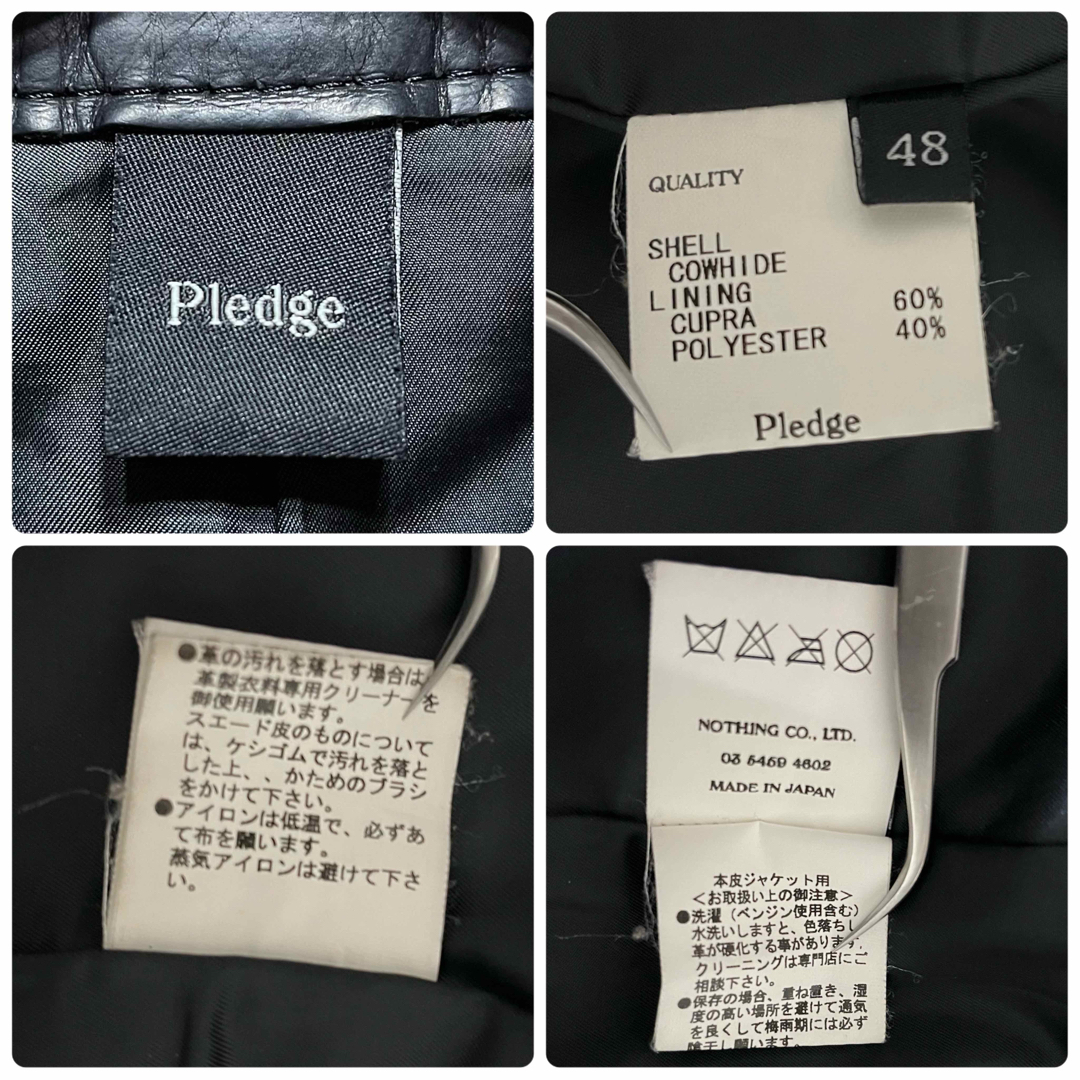 Pledge
48
QUALITY
SHELL
COWHIDE
LINING
CUPRA 60%
POLYESTER 40%
Pledge
●革の汚れを落とす場合は
革製衣料専用クリーナーを
御使用願います。
スエード皮のものについて
は、ケシゴムで汚れを落と
した上、、かためのブラシ
をかけて下さい。
●アイロンは低温で、必ずあ
て布を願います。
蒸気アイロンは避けて下さ
い。
NOTHING CO., LTD.
03 5459 4602
MADE IN JAPAN
本皮ジャケット用
＜お取扱い上の御注意＞
●洗濯（ベンジン使用含む）
水洗いしますと、色落ちし
革が硬化する事があります。
クリーニングは専門店にご
相談下さい。
●保存の場合、重ね置き、湿
度の高い場所を避けて通気
を良くして梅雨期には必ず
陰干し願います。